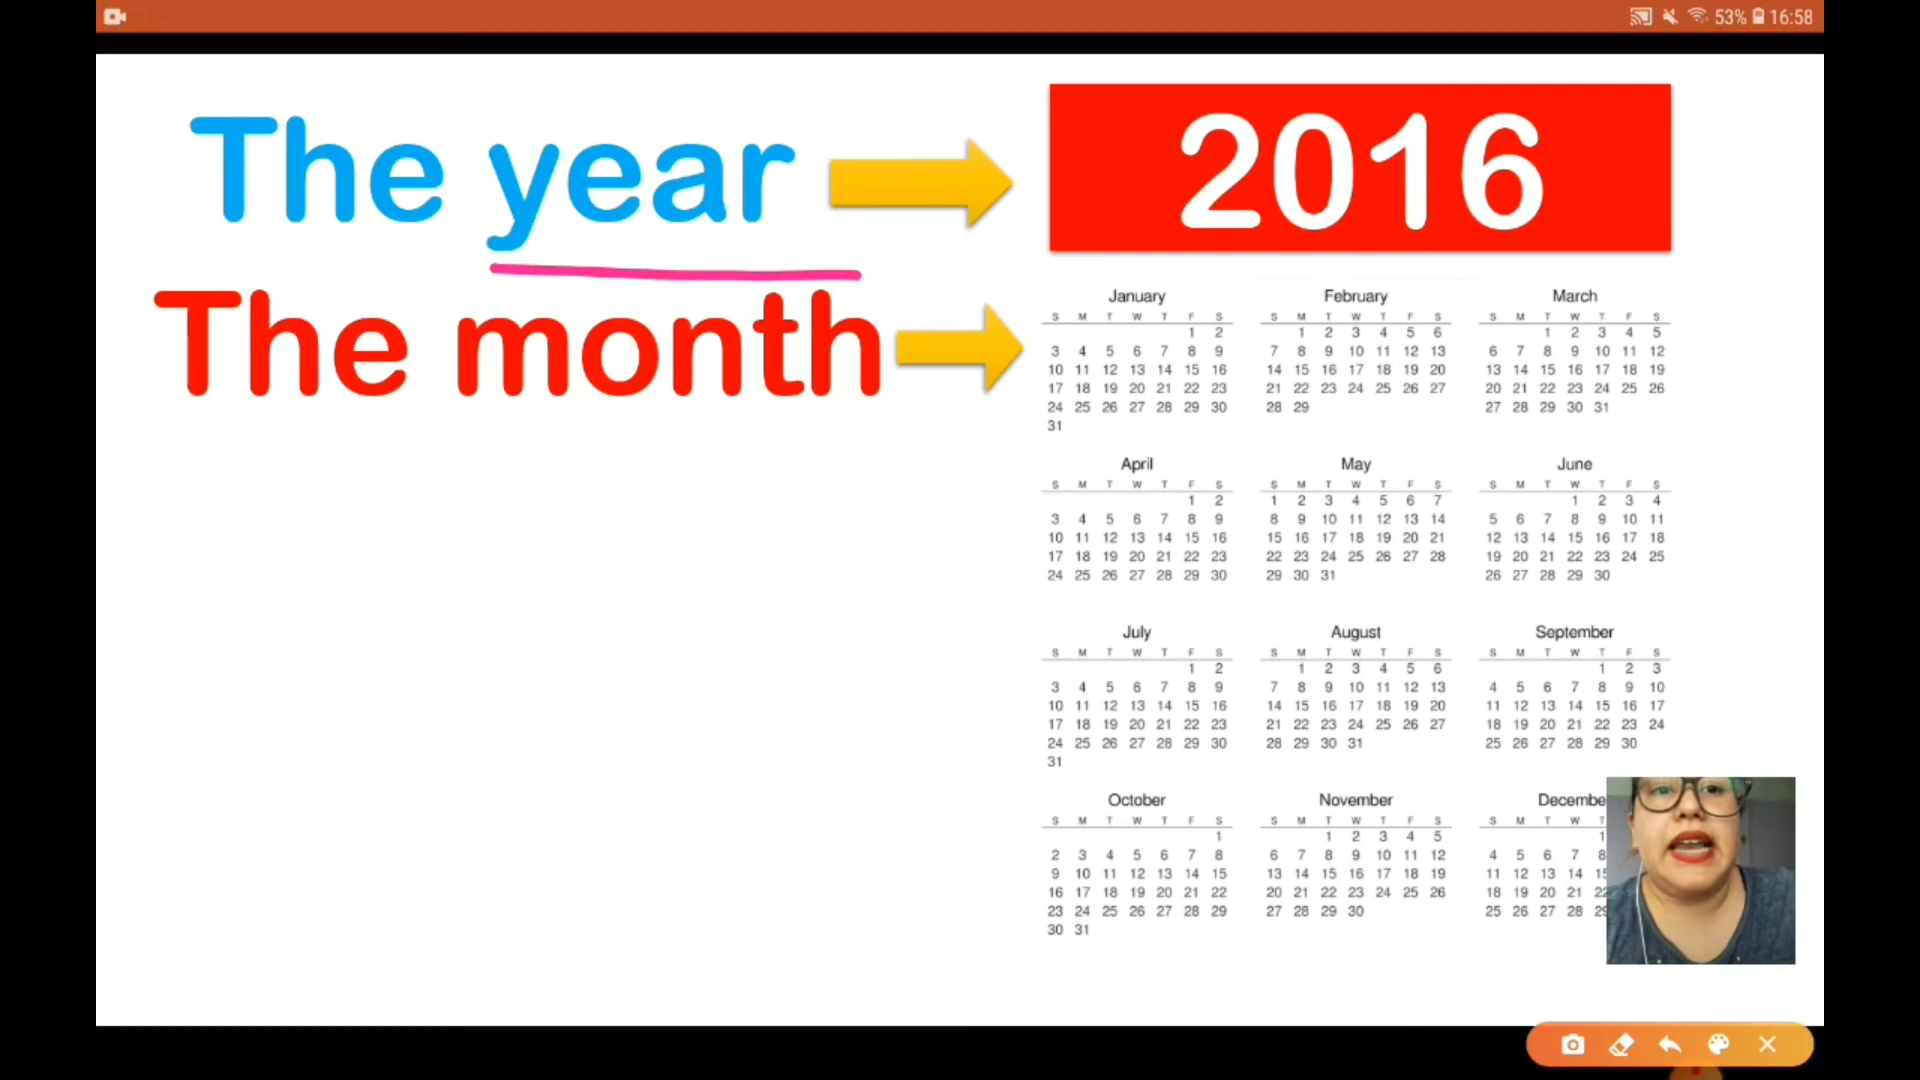 53% 16:58
The year 2016
The month
January February March
S M T W T F S S M T W T F S S M T W T F S
1 2 1 2 3 4 5 6 1 2 3 4 5
3 4 5 6 7 8 9 7 8 9 10 11 12 13 6 7 8 9 10 11 12
10 11 12 13 14 15 16 14 15 16 17 18 19 20 13 14 15 16 17 18 19
17 18 19 20 21 22 23 21 22 23 24 25 26 27 20 21 22 23 24 25 26
24 25 26 27 28 29 30 28 29 27 28 29 30 31
31
April May June
S M T W T F S S M T W T F S S M T W T F S
1 2 1 2 3 4 5 6 7 1 2 3 4
3 4 5 6 7 8 9 8 9 10 11 12 13 14 5 6 7 8 9 10 11
10 11 12 13 14 15 16 15 16 17 18 19 20 21 12 13 14 15 16 17 18
17 18 19 20 21 22 23 22 23 24 25 26 27 28 19 20 21 22 23 24 25
24 25 26 27 28 29 30 29 30 31 26 27 28 29 30
July August September
S M T W T F S S M T W T F S S M T W T F S
1 2 1 2 3 4 5 6 1 2 3
3 4 5 6 7 8 9 7 8 9 10 11 12 13 4 5 6 7 8 9 10
10 11 12 13 14 15 16 14 15 16 17 18 19 20 11 12 13 14 15 16 17
17 18 19 20 21 22 23 21 22 23 24 25 26 27 18 19 20 21 22 23 24
24 25 26 27 28 29 30 28 29 30 31 25 26 27 28 29 30
31
October November Decembe
S M T W T F S S M T W T F S S M T W T
1 1 2 3 4 5 1
2 3 4 5 6 7 8 6 7 8 9 10 11 12 4 5 6 7 8
9 10 11 12 13 14 15 13 14 15 16 17 18 19 11 12 13 14 15
16 17 18 19 20 21 22 20 21 22 23 24 25 26 18 19 20 21 22
23 24 25 26 27 28 29 27 28 29 30 25 26 27 28 29
30 31